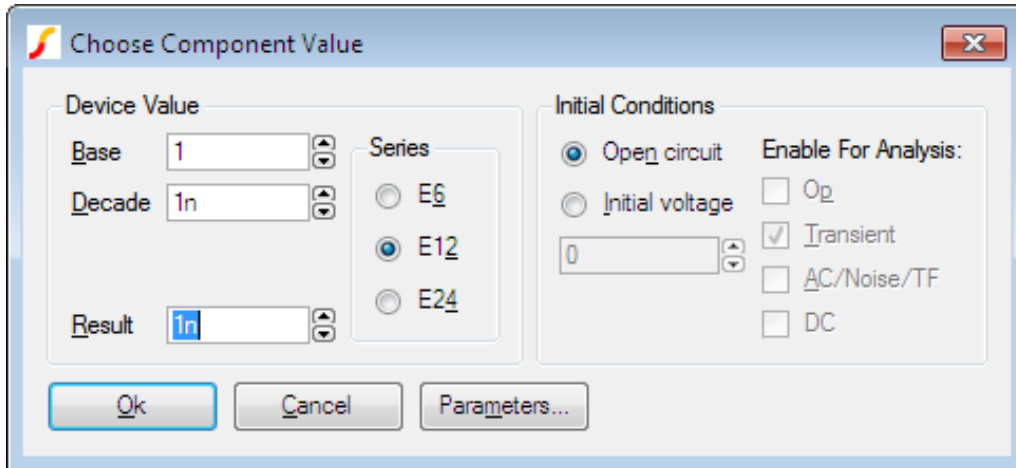 Choose Component Value
Device Value
Base 1
Decade 1n
Result 1n
Series
E6
E12
E24
Initial Conditions
Open circuit
Initial voltage
0
Enable For Analysis:
Op
Transient
AC/Noise/TF
DC
Ok Cancel Parameters...